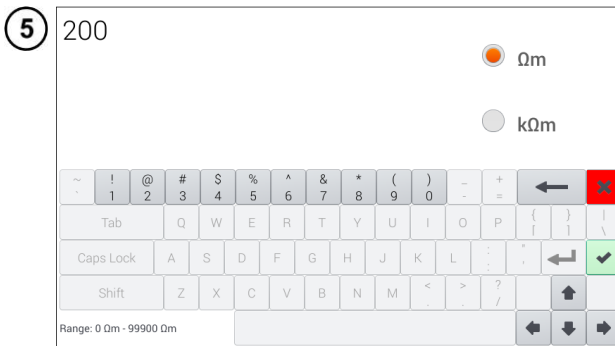 5
200
Ωm
kΩm
~ ! @ # $ % ^ & * ( ) _ +
` 1 2 3 4 5 6 7 8 9 0 - =
Tab Q W E R T Y U I O P { } |
[ ] \
Caps Lock A S D F G H J K L : "
; '
Shift Z X C V B N M < > ?
, . /
Range: 0 Ωm - 99900 Ωm